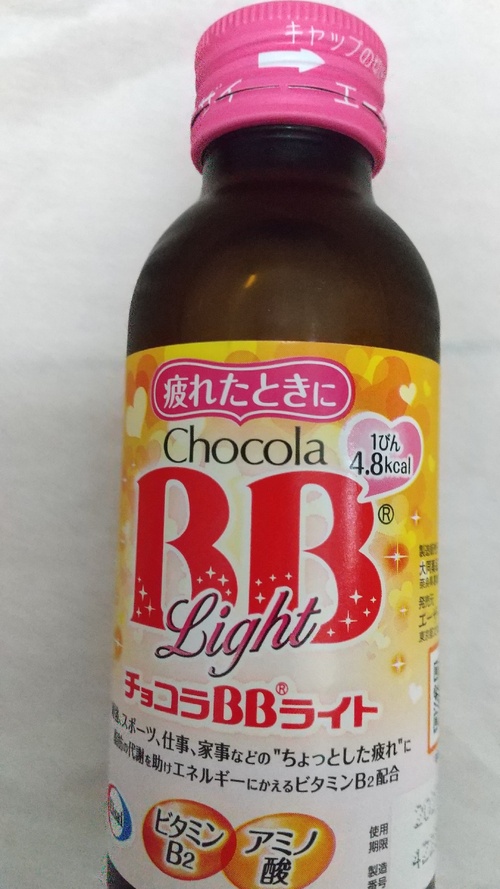 キャップの
エー
疲れたときに
Chocola
1びん
4.8kcal
BB®
Light
チョコラBB®ライト
スポーツ、仕事、家事などの"ちょっとした疲れ"に
脂肪の代謝を助けエネルギーにかえるビタミンB2配合
ビタミン
B2
アミノ
酸
使用
期限
製造
番号